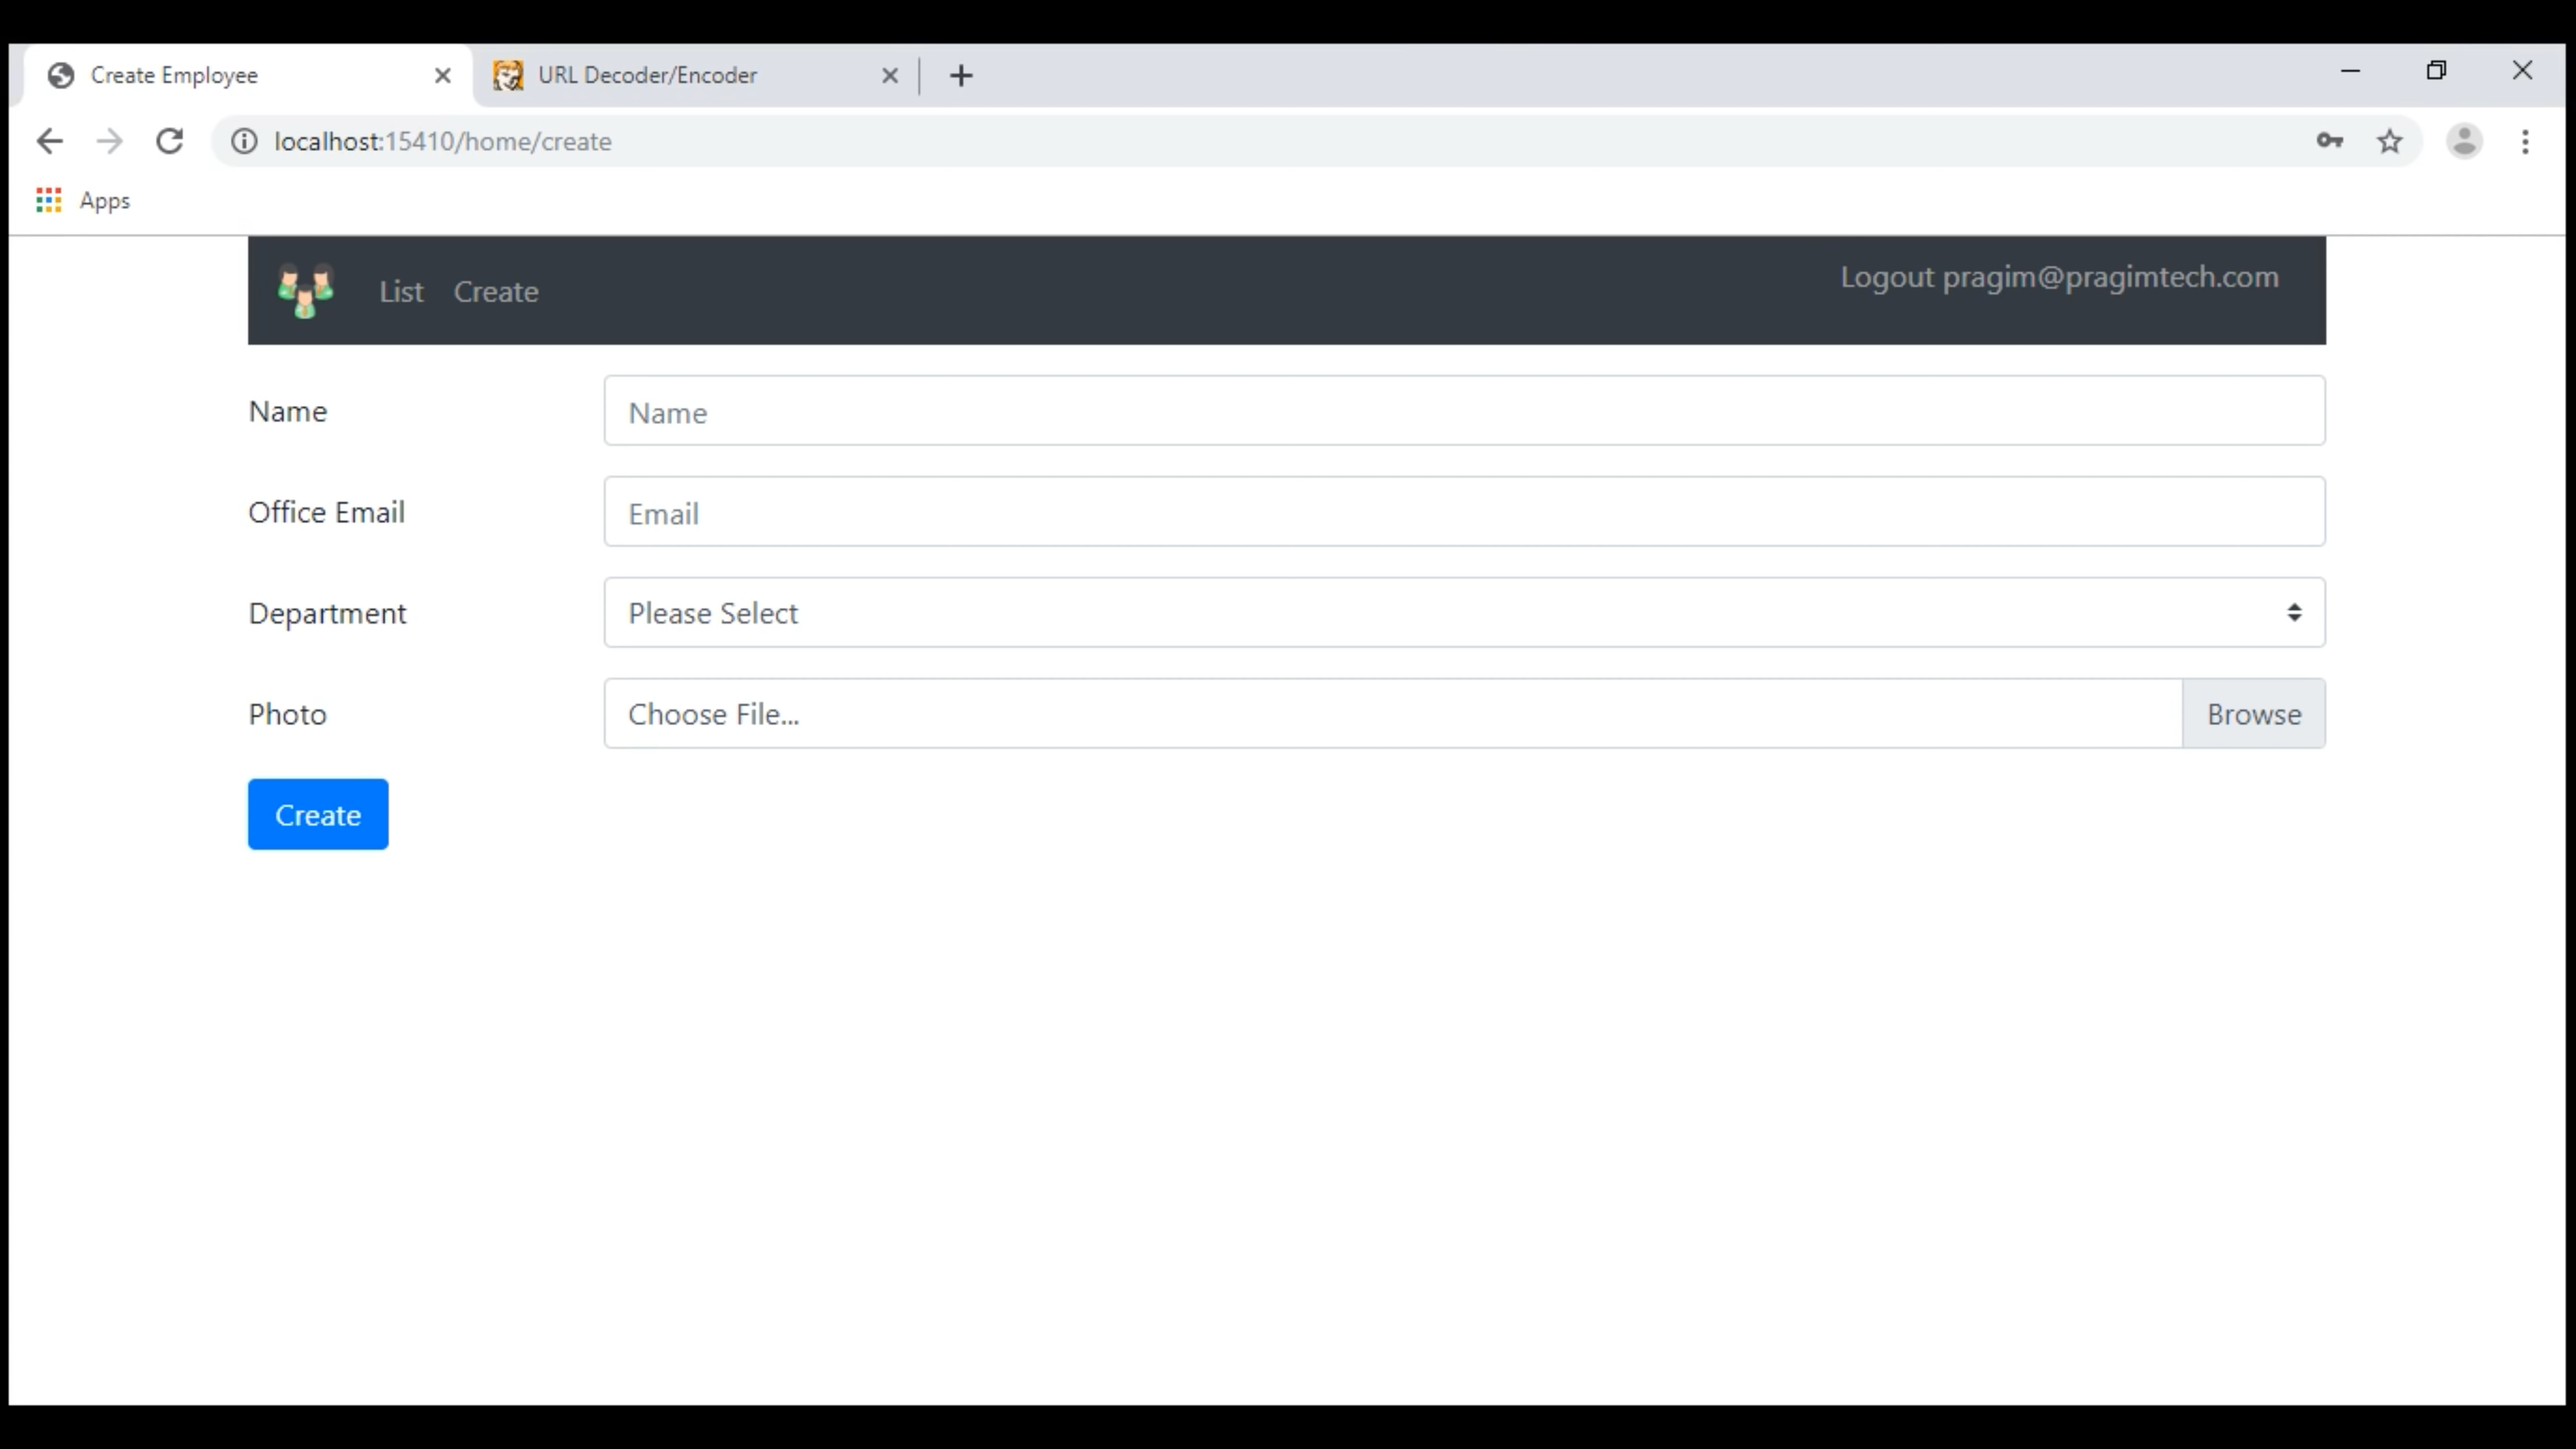 Create Employee
URL Decoder/Encoder
localhost:15410/home/create
Apps
List Create Logout pragim@pragimtech.com
Name Name
Office Email Email
Department Please Select
Photo Choose File... Browse
Create